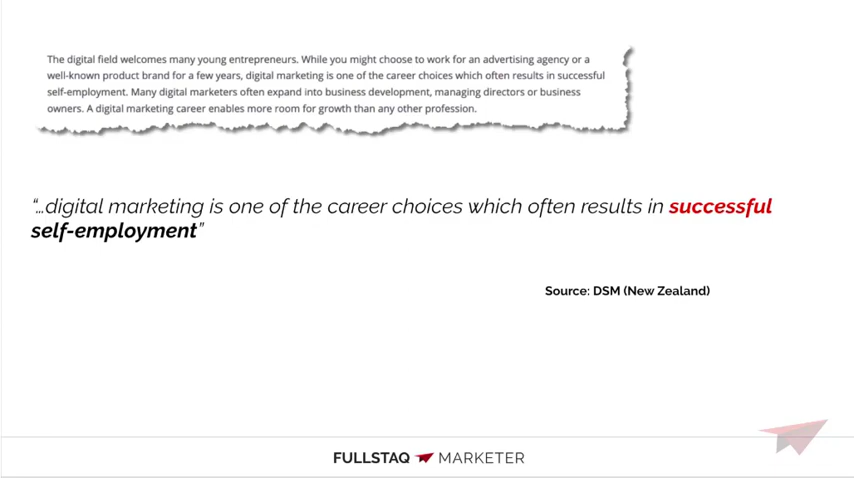 The digital field welcomes many young entrepreneurs. While you might choose to work for an advertising agency or a
well-known product brand for a few years, digital marketing is one of the career choices which often results in successful
self-employment. Many digital marketers often expand into business development, managing directors or business
owners. A digital marketing career enables more room for growth than any other profession.
“...digital marketing is one of the career choices which often results in successful
self-employment”
Source: DSM (New Zealand)
FULLSTAQ MARKETER